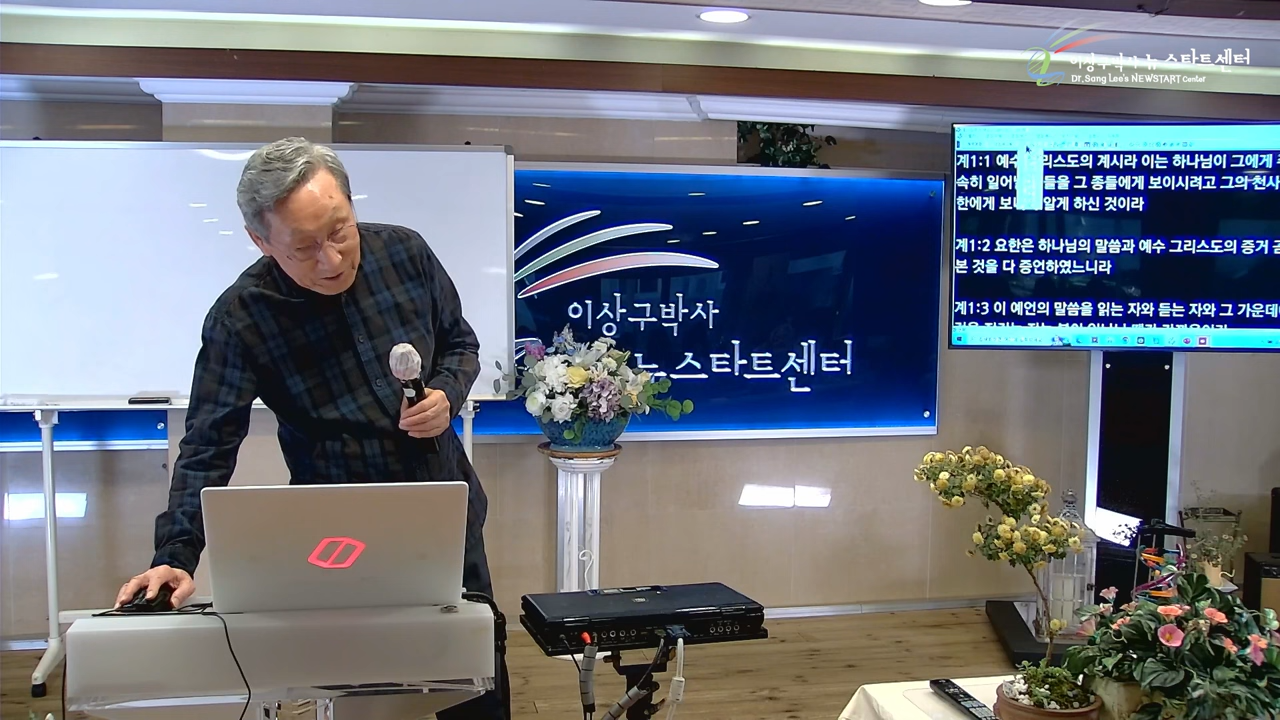 이상구박사 뉴 스타트센터
Dr. Sang Lee's NEWSTART Center
계1:1 예수 그리스도의 계시라 이는 하나님이 그에게
속히 일어날 들을 그 종들에게 보이시려고 그의 천사
한에게 보내 알게 하신 것이라
계1:2 요한은 하나님의 말씀과 예수 그리스도의 증거
본 것을 다 증언하였느니라
계1:3 이 예언의 말씀을 읽는 자와 듣는 자와 그 가운데
이상구박사
뉴스타트센터